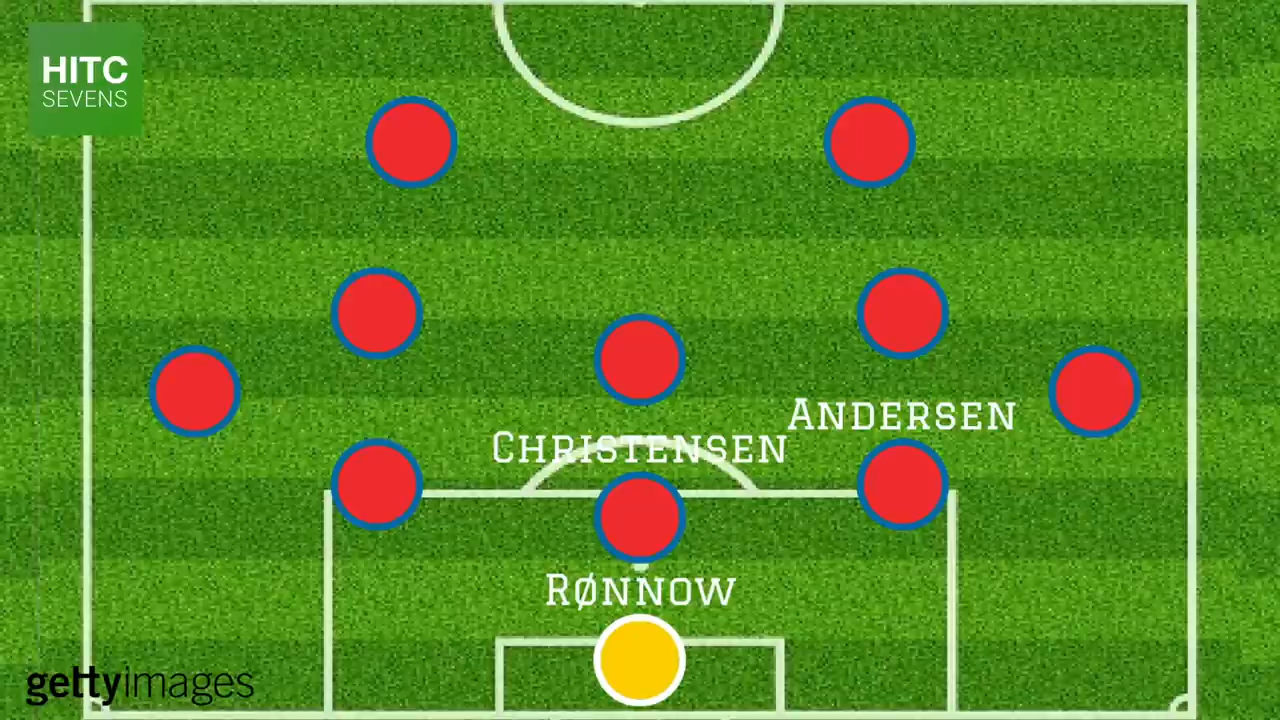 HITC
SEVENS
ANDERSEN
CHRISTENSEN
RØNNOW
gettyimages